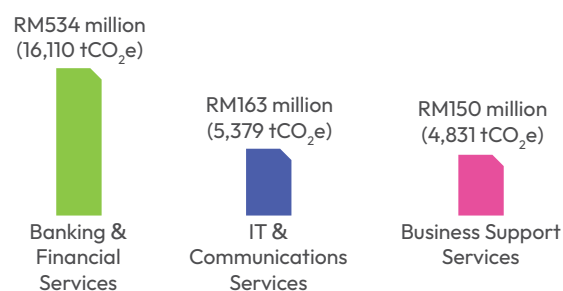 RM534 million
(16,110 tCO₂e)
Banking &
Financial
Services
RM163 million
(5,379 tCO₂e)
IT &
Communications
Services
RM150 million
(4,831 tCO₂e)
Business Support
Services